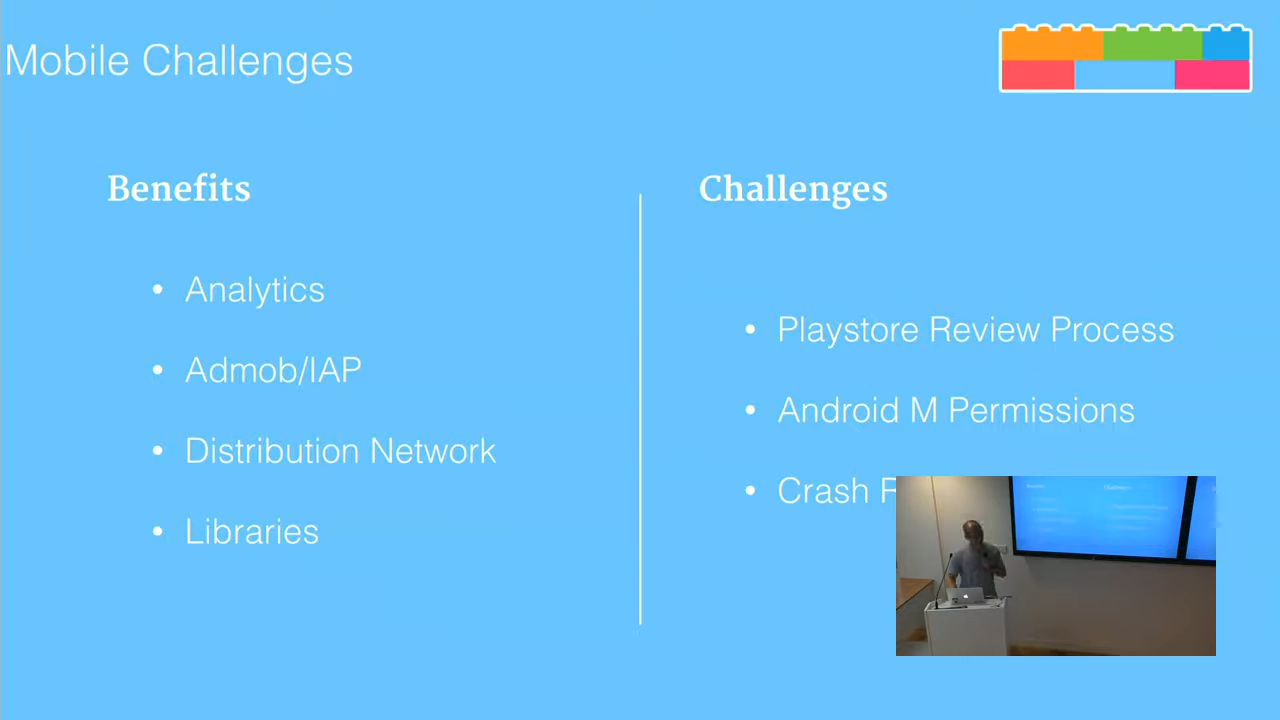 Mobile Challenges
Benefits
• Analytics
• Admob/IAP
• Distribution Network
• Libraries
Challenges
• Playstore Review Process
• Android M Permissions
• Crash